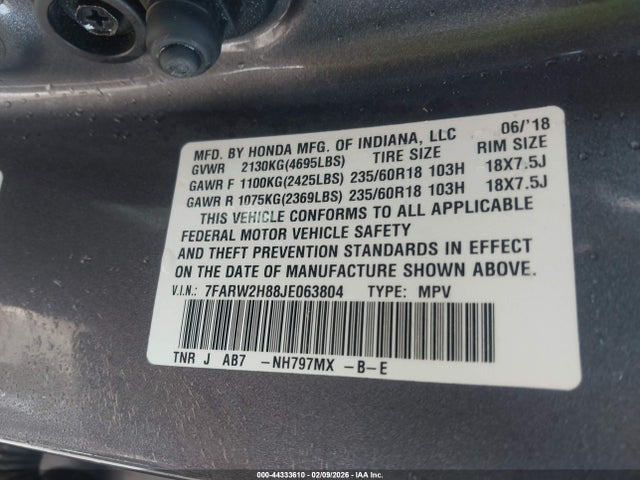 MFD. BY HONDA MFG. OF INDIANA, LLC 06/'18
GVWR 2130KG(4695LBS) TIRE SIZE RIM SIZE
GAWR F 1100KG(2425LBS) 235/60R18 103H 18X7.5J
GAWR R 1075KG(2369LBS) 235/60R18 103H 18X7.5J
THIS VEHICLE CONFORMS TO ALL APPLICABLE
FEDERAL MOTOR VEHICLE SAFETY
AND THEFT PREVENTION STANDARDS IN EFFECT
ON THE DATE OF MANUFACTURE SHOWN ABOVE.
V.I.N.: 7FARW2H88JE063804 TYPE: MPV
TNR J AB7 -NH797MX -B-E
000-44333610 - 02/09/2026 - IAAI.COM